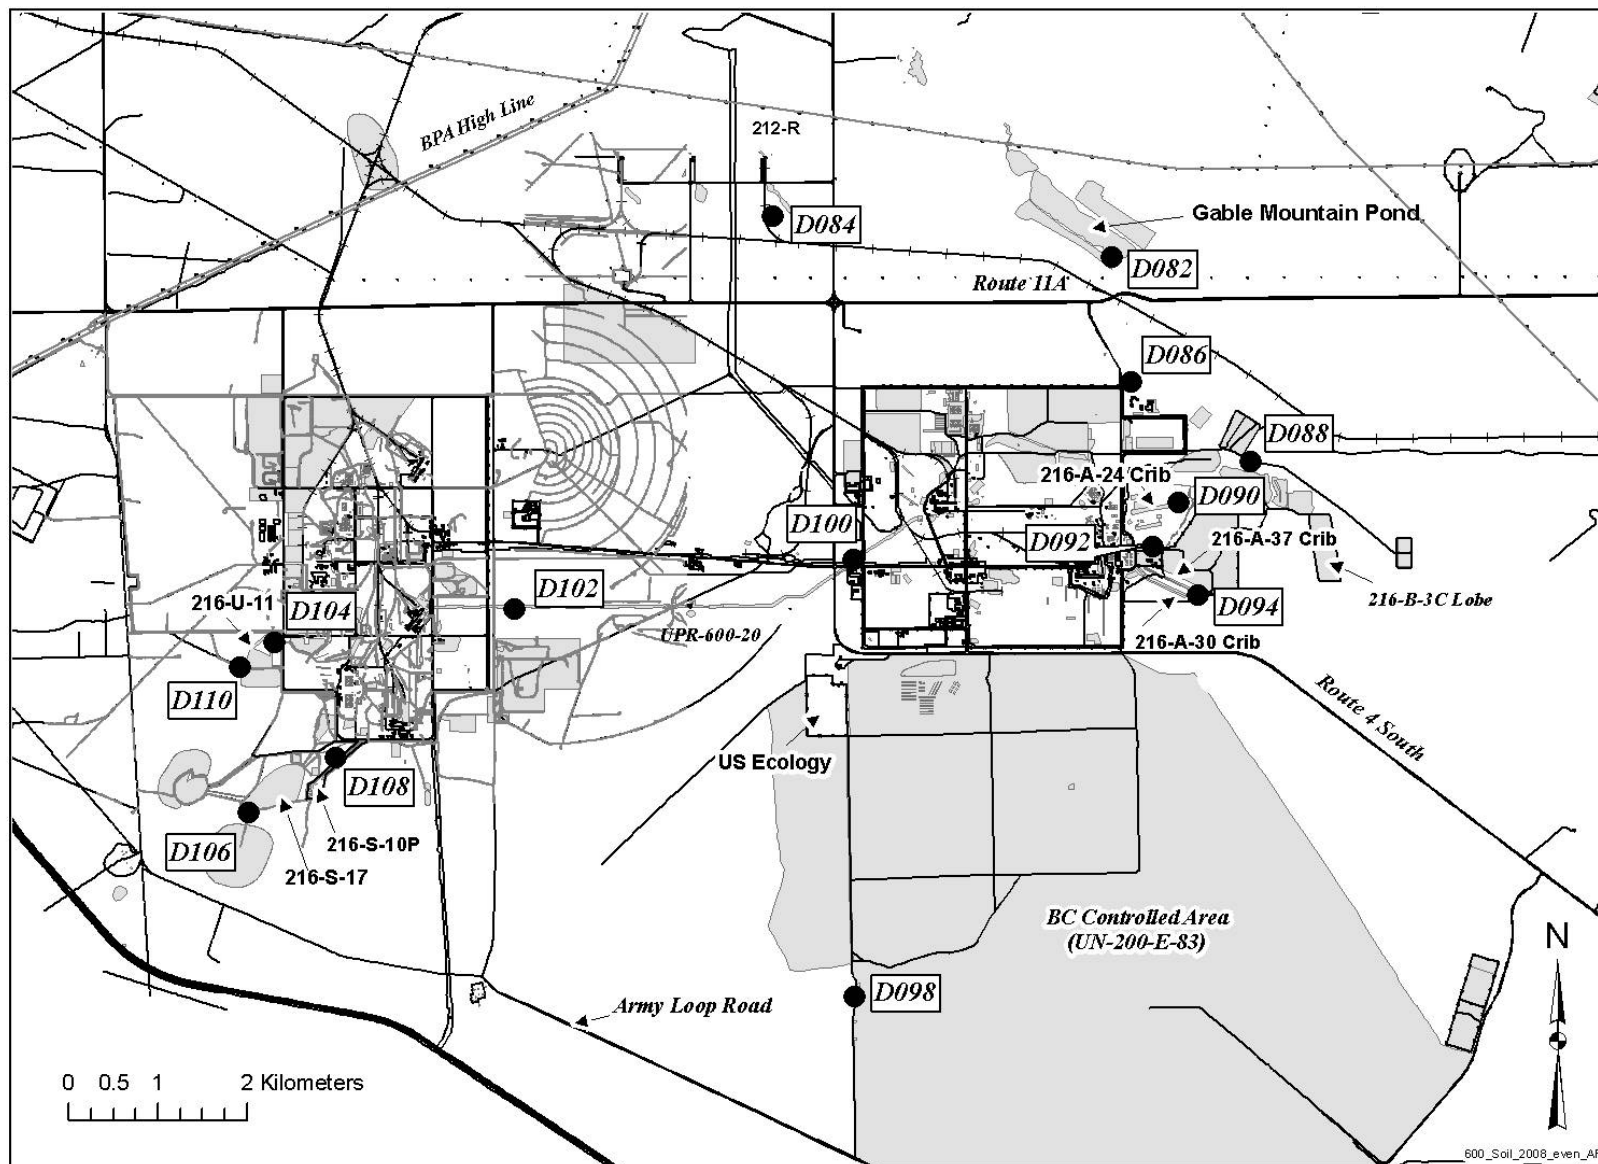 BPA High Line
212-R
D084
Gable Mountain Pond
D082
Route 11A
D086
D088
216-A-24 Crib
D090
D100
D092
216-A-37 Crib
D102
216-U-11
D104
216-B-3C Lobe
D094
UPR-600-20
216-A-30 Crib
D110
Route 4 South
US Ecology
D108
216-S-10P
D106
216-S-17
BC Controlled Area
(UN-200-E-83)
N
D098
Army Loop Road
0 0.5 1 2 Kilometers
600_Soil_2008_even_AF